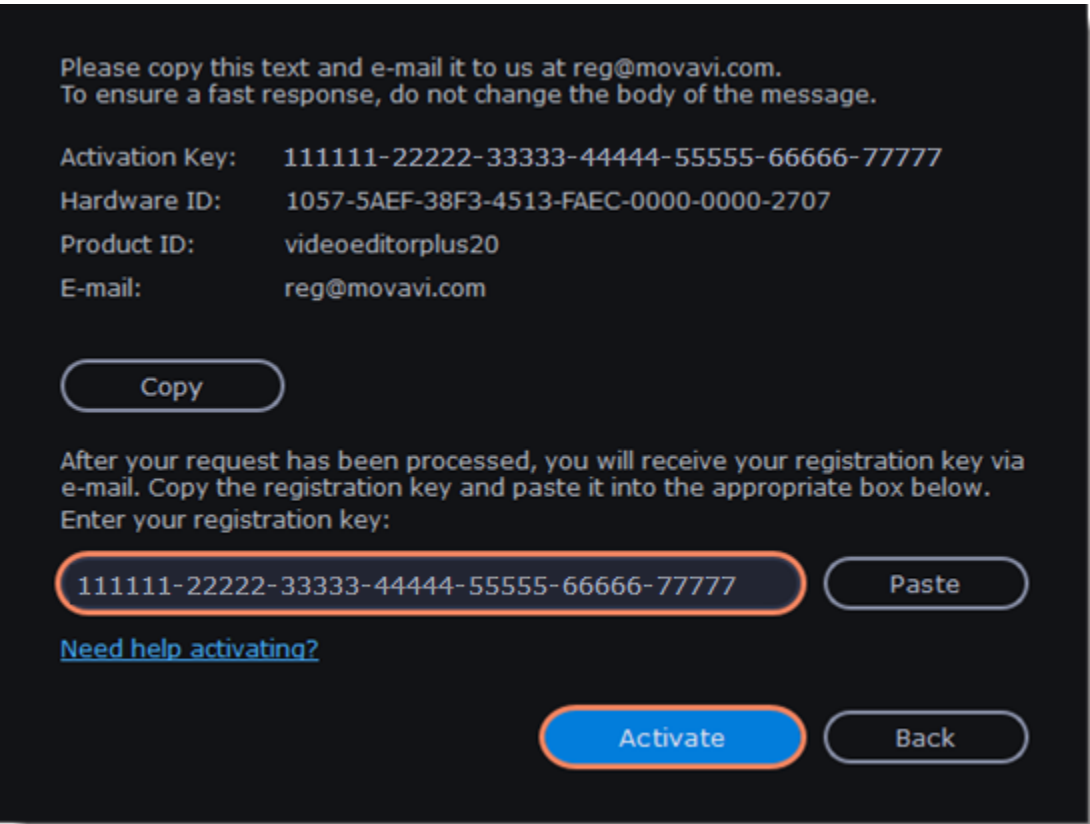 Please copy this text and e-mail it to us at reg@movavi.com.
To ensure a fast response, do not change the body of the message.
Activation Key: 111111-22222-33333-44444-55555-66666-77777
Hardware ID: 1057-5AEF-38F3-4513-FAEC-0000-0000-2707
Product ID: videoeditorplus20
E-mail: reg@movavi.com
Copy
After your request has been processed, you will receive your registration key via
e-mail. Copy the registration key and paste it into the appropriate box below.
Enter your registration key:
111111-22222-33333-44444-55555-66666-77777 Paste
Need help activating?
Activate Back